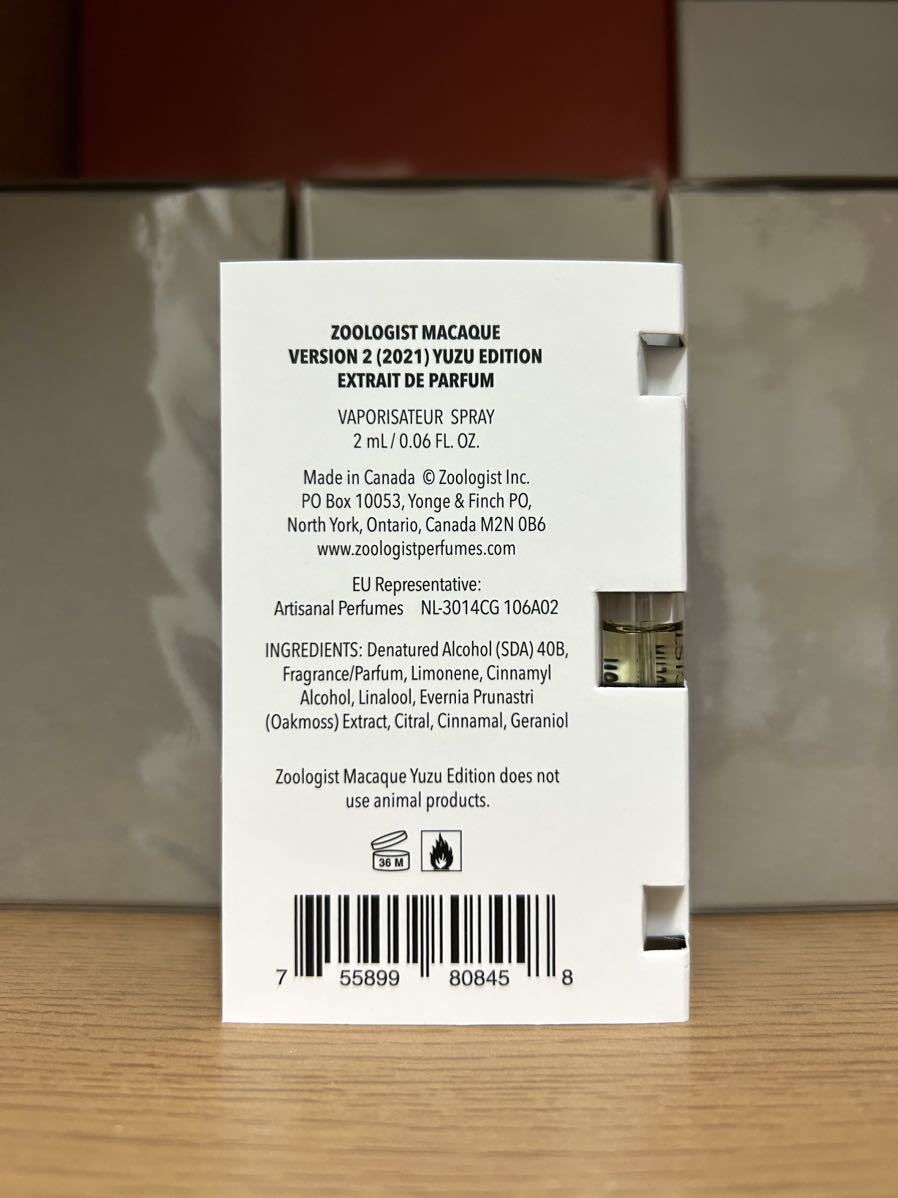 ZOOLOGIST MACAQUE
VERSION 2 (2021) YUZU EDITION
EXTRAIT DE PARFUM
VAPORISATEUR SPRAY
2 mL / 0.06 FL. OZ.
Made in Canada © Zoologist Inc.
PO Box 10053, Yonge & Finch PO,
North York, Ontario, Canada M2N 0B6
www.zoologistperfumes.com
EU Representative:
Artisanal Perfumes NL-3014CG 106A02
INGREDIENTS: Denatured Alcohol (SDA) 40B,
Fragrance/Parfum, Limonene, Cinnamyl
Alcohol, Linalool, Evernia Prunastri
(Oakmoss) Extract, Citral, Cinnamal, Geraniol
Zoologist Macaque Yuzu Edition does not
use animal products.
36 M
7 55899 80845 8